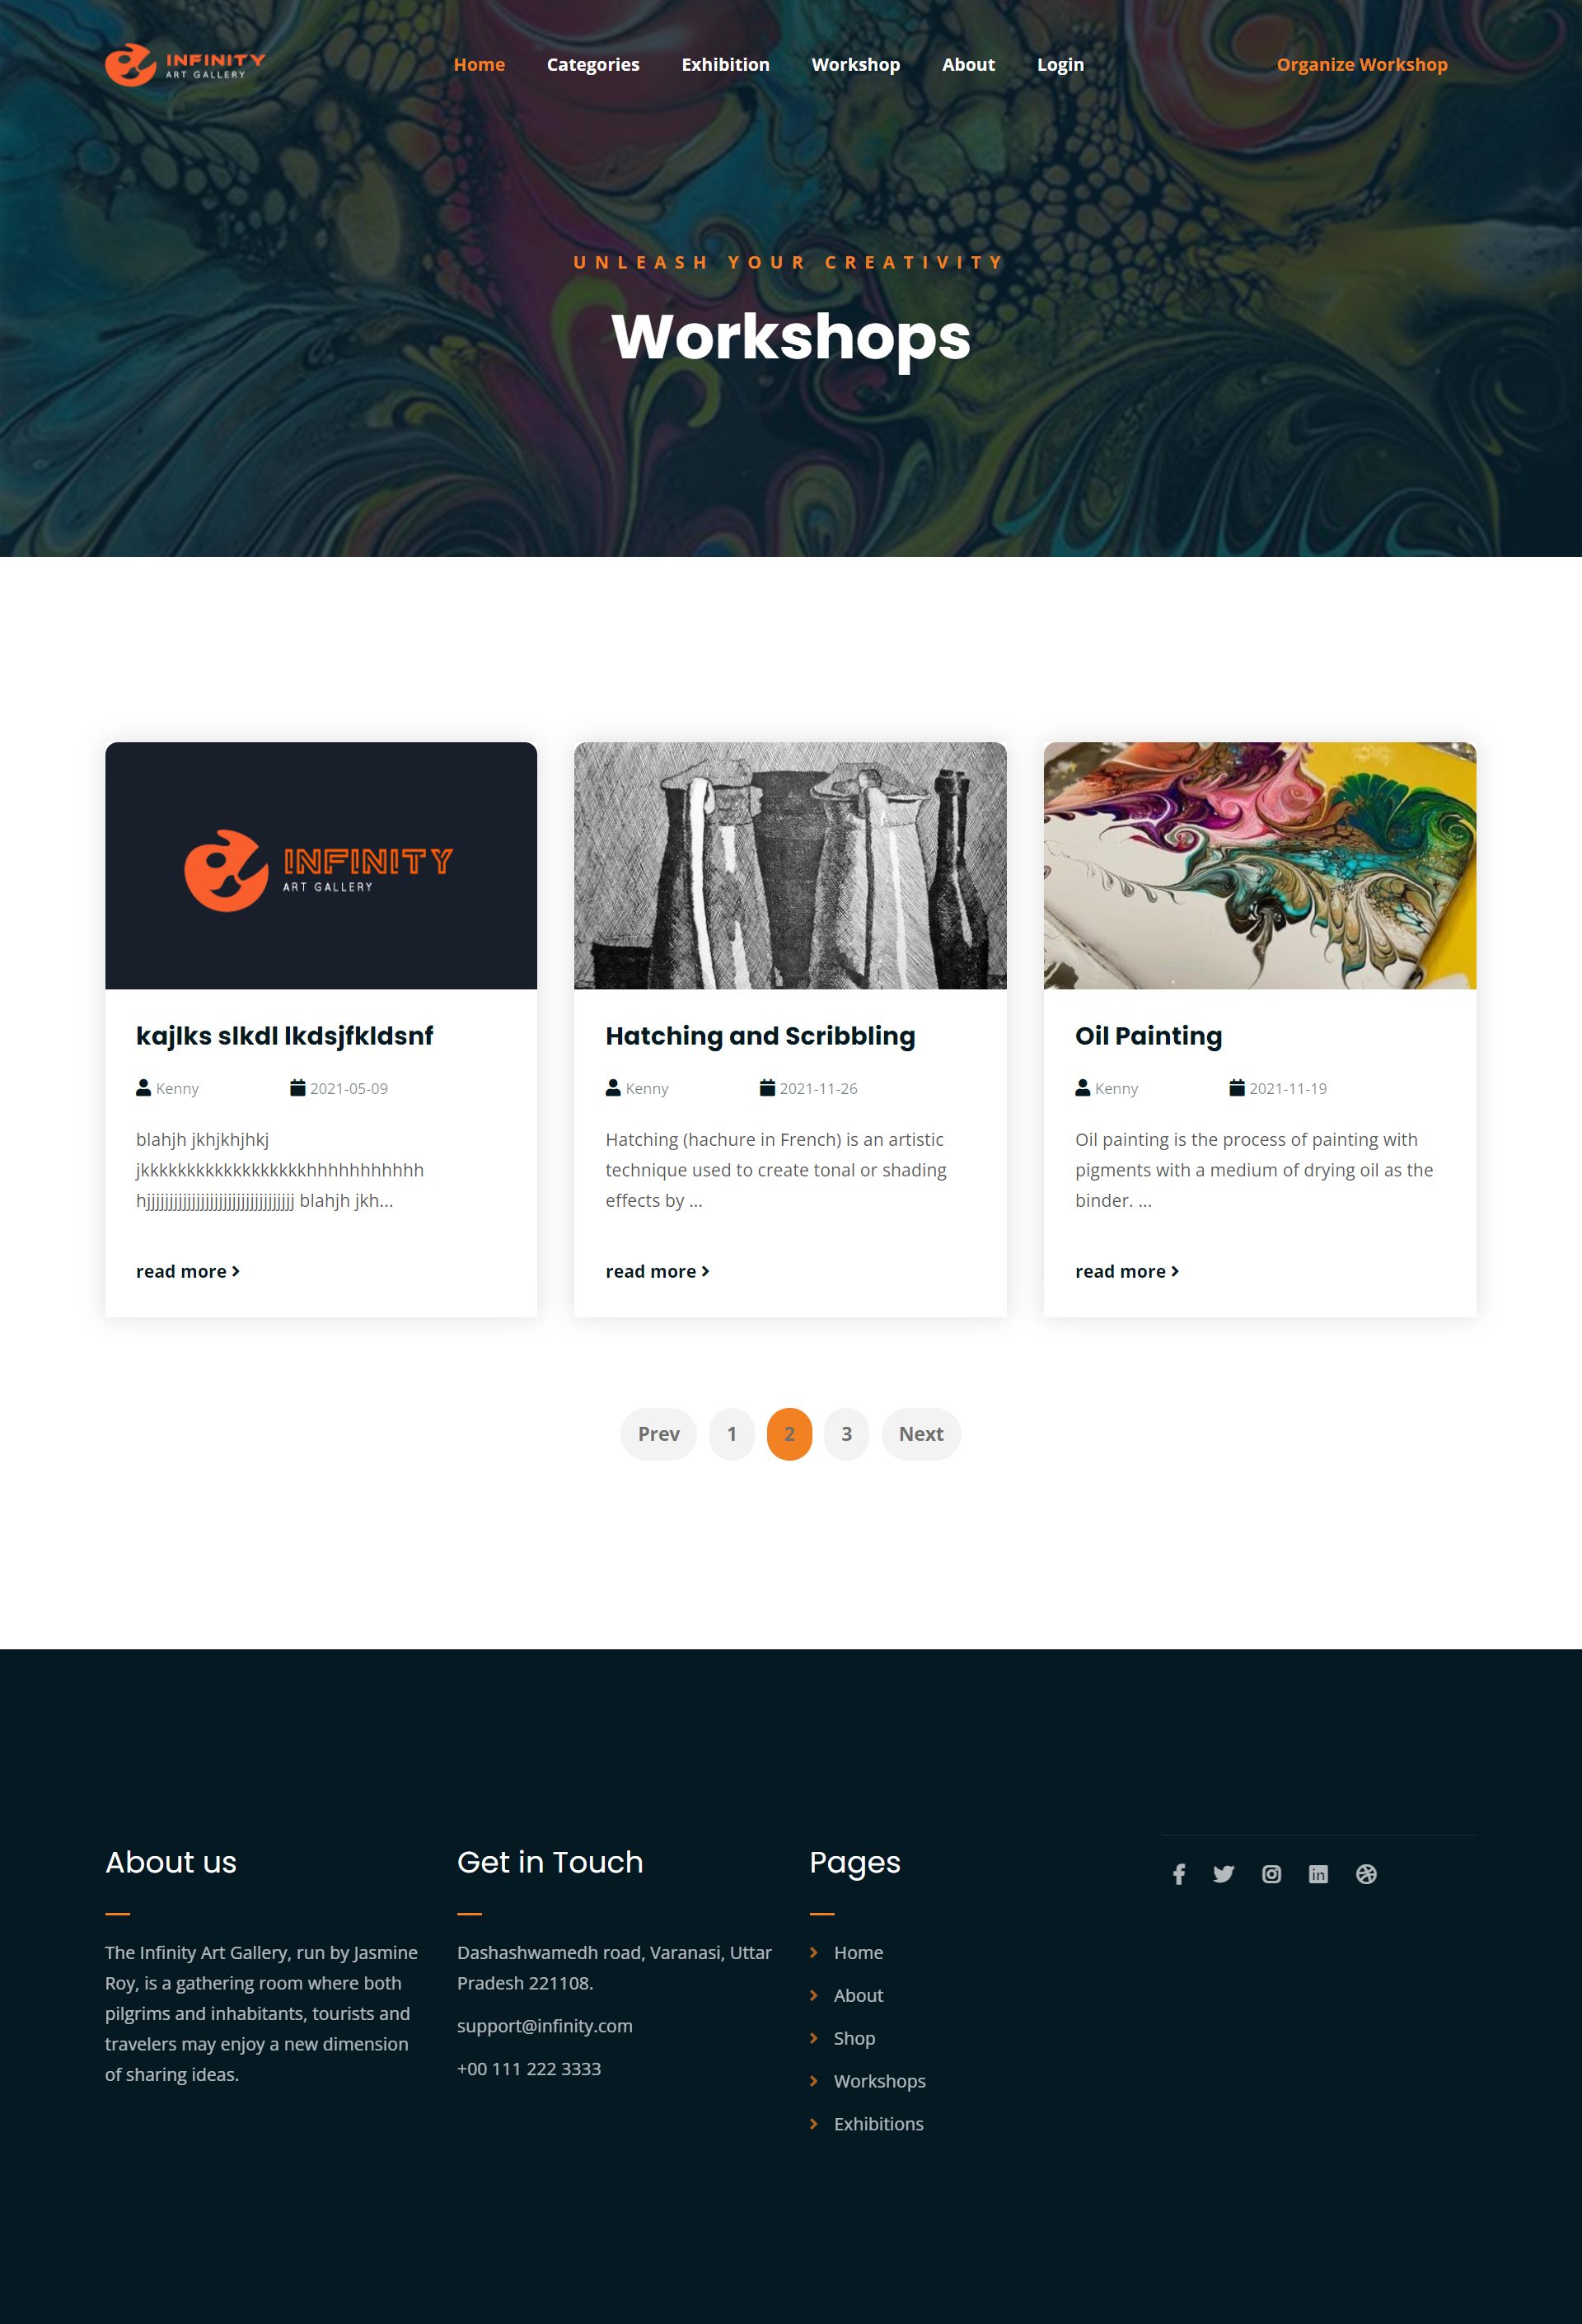 INFINITY
ART GALLERY
Home Categories Exhibition Workshop About Login Organize Workshop
UNLEASH YOUR CREATIVITY
Workshops
INFINITY
ART GALLERY
kajlks slkdl lkdsjfkldsnf
Kenny 2021-05-09
blahjh jkhjkhjhkj
hjjjjjjjjjjjjjjjjjjjjjjjjjjjjjjjjj blahjh jkh...
read more
Hatching and Scribbling
Kenny 2021-11-26
Hatching (hachure in French) is an artistic
technique used to create tonal or shading
effects by ...
read more
Oil Painting
Kenny 2021-11-19
Oil painting is the process of painting with
pigments with a medium of drying oil as the
binder. ...
read more
Prev 1 2 3 Next
About us
The Infinity Art Gallery, run by Jasmine
Roy, is a gathering room where both
pilgrims and inhabitants, tourists and
travelers may enjoy a new dimension
of sharing ideas.
Get in Touch
Dashashwamedh road, Varanasi, Uttar
Pradesh 221108.
support@infinity.com
+00 111 222 3333
Pages
Home
About
Shop
Workshops
Exhibitions